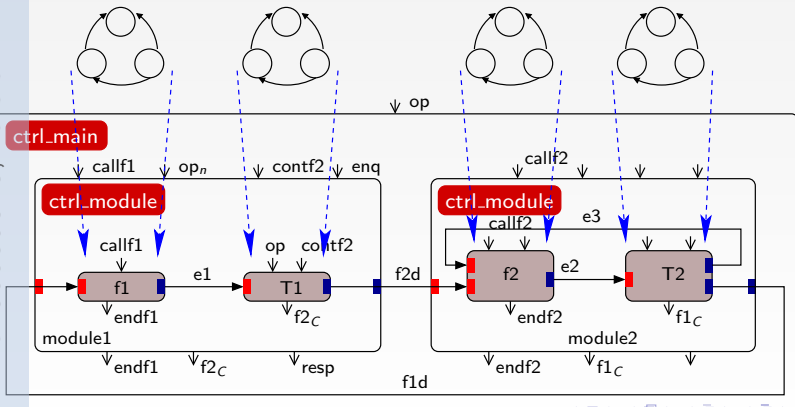 op
ctrl_main
callf1 opₙ contf2 enq
callf2
ctrl_module
ctrl_module
callf2
e3
callf1
op contf2
f1
e1
T1
f2d
f2
e2
T2
endf1
f2_C
endf2
f1_C
module1
module2
endf1 f2_C resp
endf2 f1_C
f1d